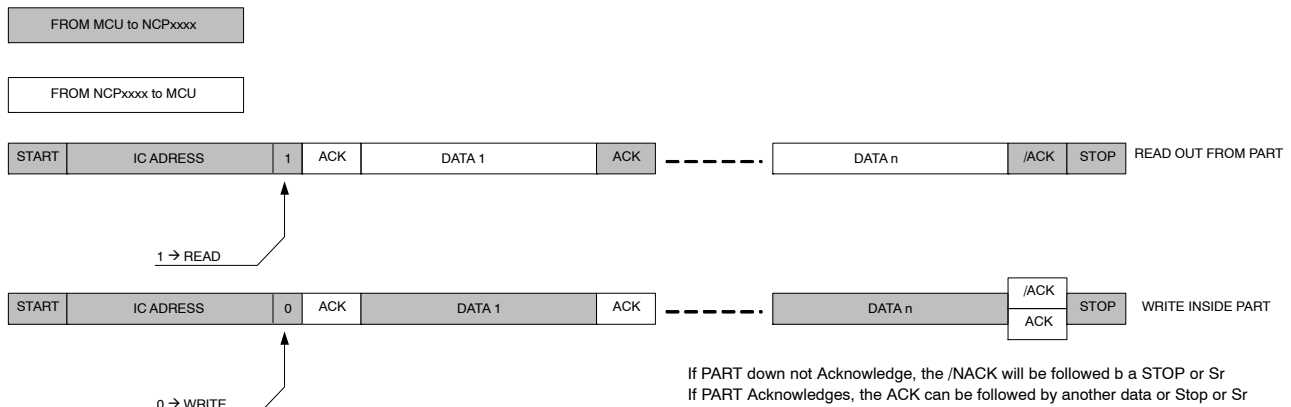 FROM MCU to NCPxxxx
FROM NCPxxxx to MCU
START IC ADRESS 1 ACK DATA 1 ACK DATA n /ACK STOP READ OUT FROM PART
1 → READ
START IC ADRESS 0 ACK DATA 1 ACK DATA n /ACK ACK STOP WRITE INSIDE PART
If PART down not Acknowledge, the /NACK will be followed b a STOP or Sr
If PART Acknowledges, the ACK can be followed by another data or Stop or Sr
0 → WRITE